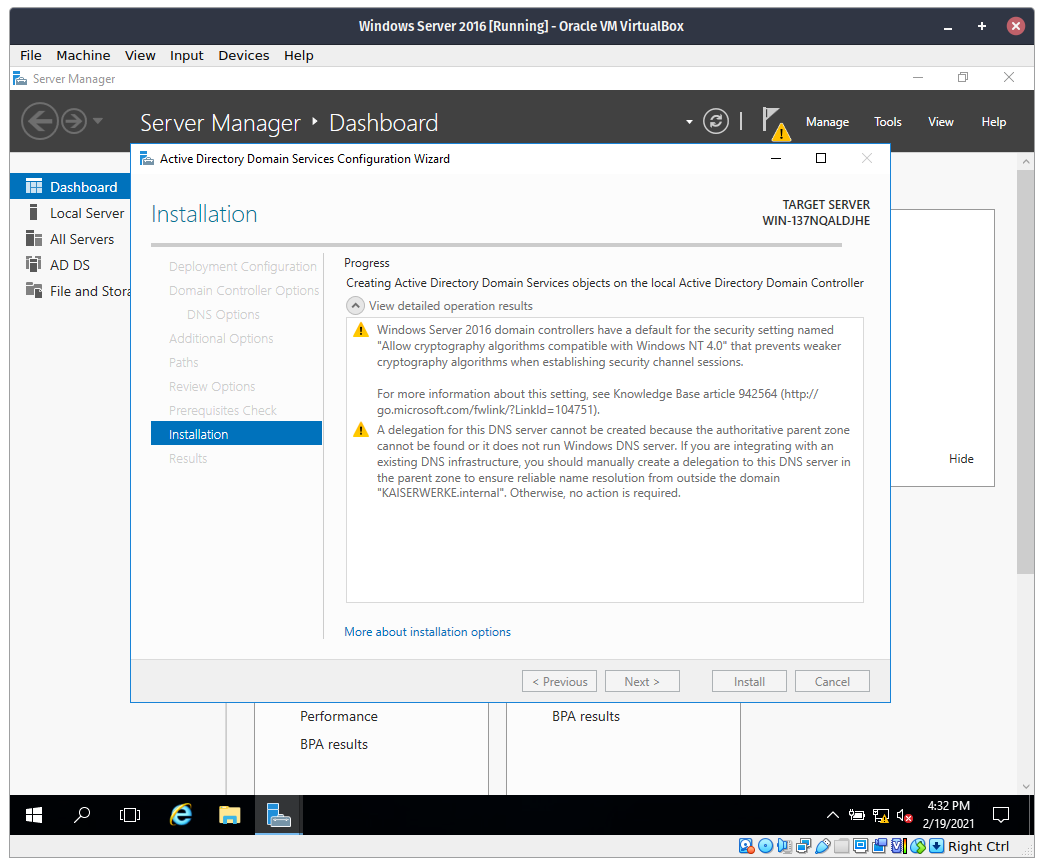 Windows Server 2016 [Running] - Oracle VM VirtualBox
File Machine View Input Devices Help
Server Manager
Server Manager ‣ Dashboard
Manage Tools View Help
Dashboard
Local Server
All Servers
AD DS
File and Stora
Active Directory Domain Services Configuration Wizard
Installation
TARGET SERVER
WIN-137NQALDJHE
Deployment Configuration
Domain Controller Options
DNS Options
Additional Options
Paths
Review Options
Prerequisites Check
Installation
Results
Progress
Creating Active Directory Domain Services objects on the local Active Directory Domain Controller
View detailed operation results
Windows Server 2016 domain controllers have a default for the security setting named
"Allow cryptography algorithms compatible with Windows NT 4.0" that prevents weaker
cryptography algorithms when establishing security channel sessions.
For more information about this setting, see Knowledge Base article 942564 (http://
go.microsoft.com/fwlink/?LinkId=104751).
A delegation for this DNS server cannot be created because the authoritative parent zone
cannot be found or it does not run Windows DNS server. If you are integrating with an
existing DNS infrastructure, you should manually create a delegation to this DNS server in
the parent zone to ensure reliable name resolution from outside the domain
"KAISERWERKE.internal". Otherwise, no action is required.
More about installation options
< Previous Next > Install Cancel
Hide
Performance
BPA results
BPA results
4:32 PM
2/19/2021
Right Ctrl